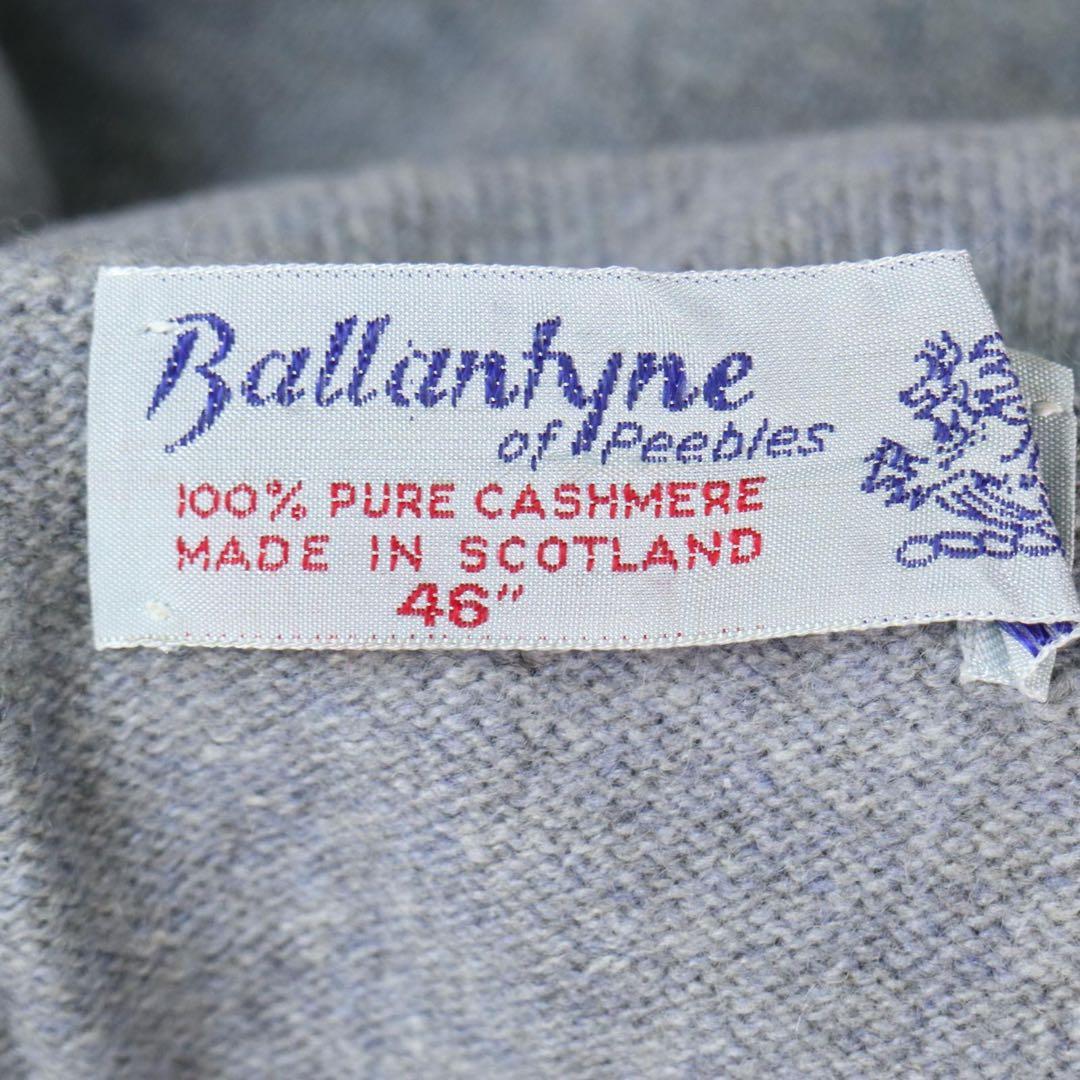 Ballantyne
of Peebles
100% PURE CASHMERE
MADE IN SCOTLAND
46"